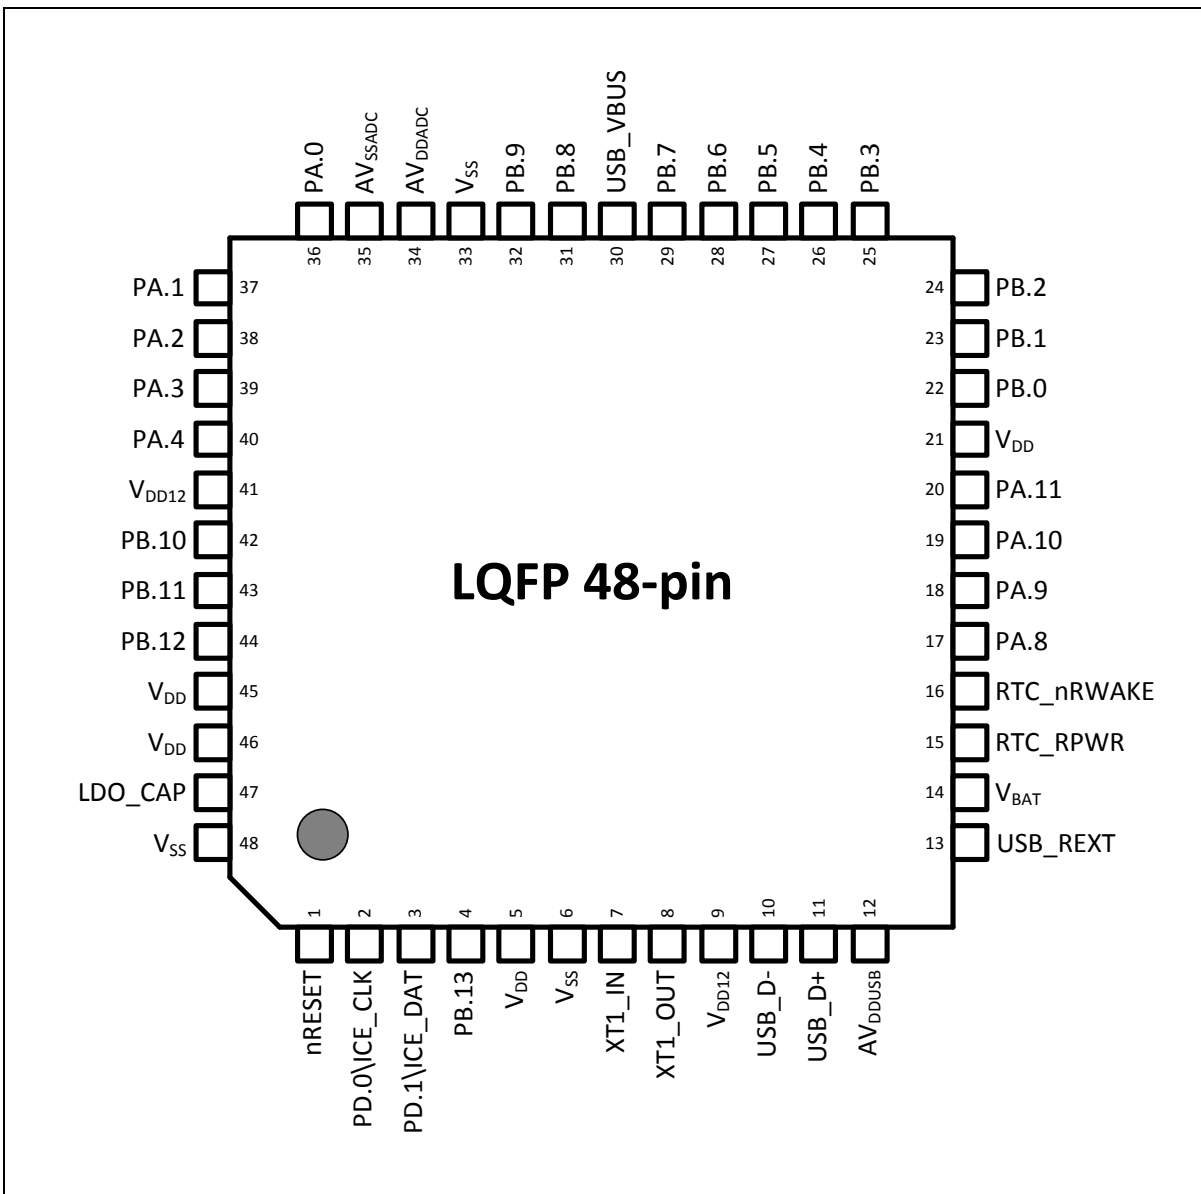 PA.0
AVSSADC
AVDDADC
VSS
PB.9
PB.8
USB_VBUS
PB.7
PB.6
PB.5
PB.4
PB.3
36
35
34
33
32
31
30
29
28
27
26
25
PA.1 37
PA.2 38
PA.3 39
PA.4 40
VDD12 41
PB.10 42
PB.11 43
PB.12 44
VDD 45
VDD 46
LDO_CAP 47
VSS 48
LQFP 48-pin
24 PB.2
23 PB.1
22 PB.0
21 VDD
20 PA.11
19 PA.10
18 PA.9
17 PA.8
16 RTC_nRWAKE
15 RTC_RPWR
14 VBAT
13 USB_REXT
1
2
3
4
5
6
7
8
9
10
11
12
nRESET
PD.0\ICE_CLK
PD.1\ICE_DAT
PB.13
VDD
VSS
XT1_IN
XT1_OUT
VDD12
USB_D-
USB_D+
AVDDUSB